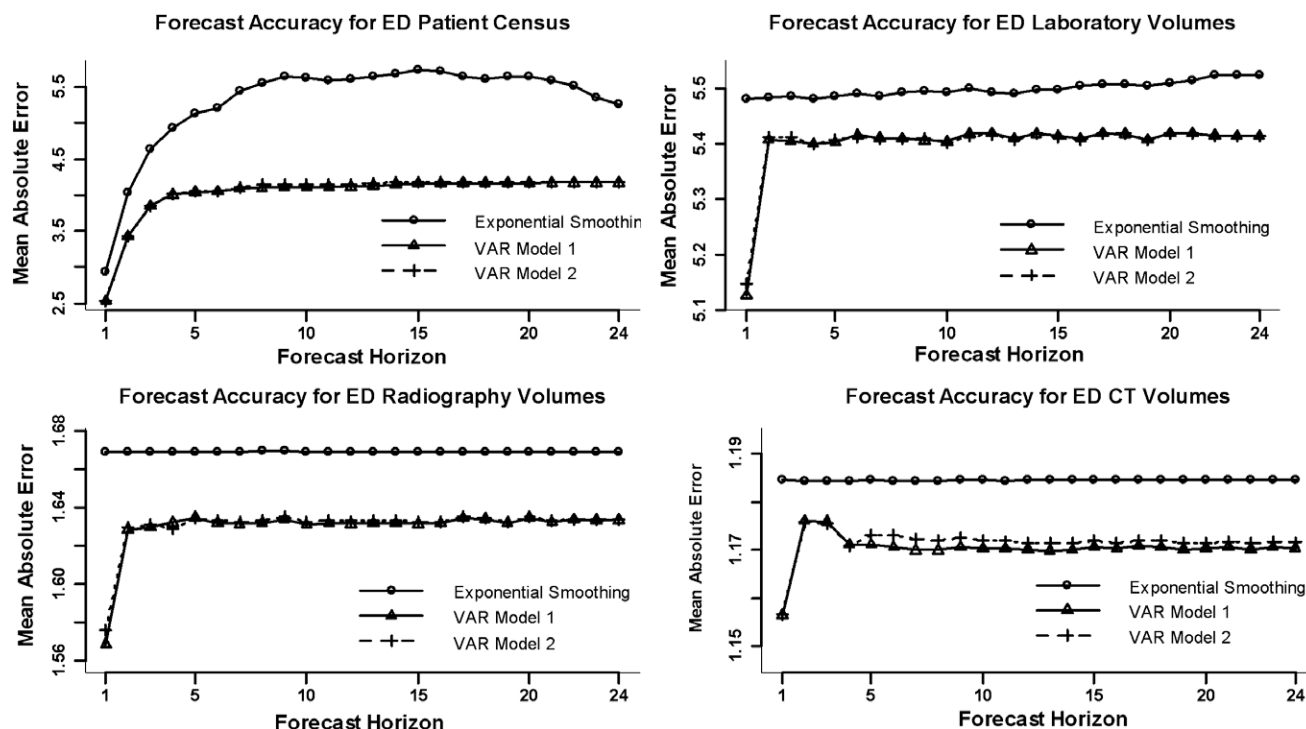 Forecast Accuracy for ED Patient Census
Mean Absolute Error
5.5
4.5
3.5
2.5
Exponential Smoothin
VAR Model 1
VAR Model 2
1 5 10 15 20 24
Forecast Horizon
Forecast Accuracy for ED Laboratory Volumes
Mean Absolute Error
5.5
5.4
5.3
5.2
5.1
Exponential Smoothing
VAR Model 1
VAR Model 2
1 5 10 15 20 24
Forecast Horizon
Forecast Accuracy for ED Radiography Volumes
Mean Absolute Error
1.68
1.64
1.60
1.56
Exponential Smoothing
VAR Model 1
VAR Model 2
1 5 10 15 20 24
Forecast Horizon
Forecast Accuracy for ED CT Volumes
Mean Absolute Error
1.19
1.17
1.15
Exponential Smoothing
VAR Model 1
VAR Model 2
1 5 10 15 20 24
Forecast Horizon